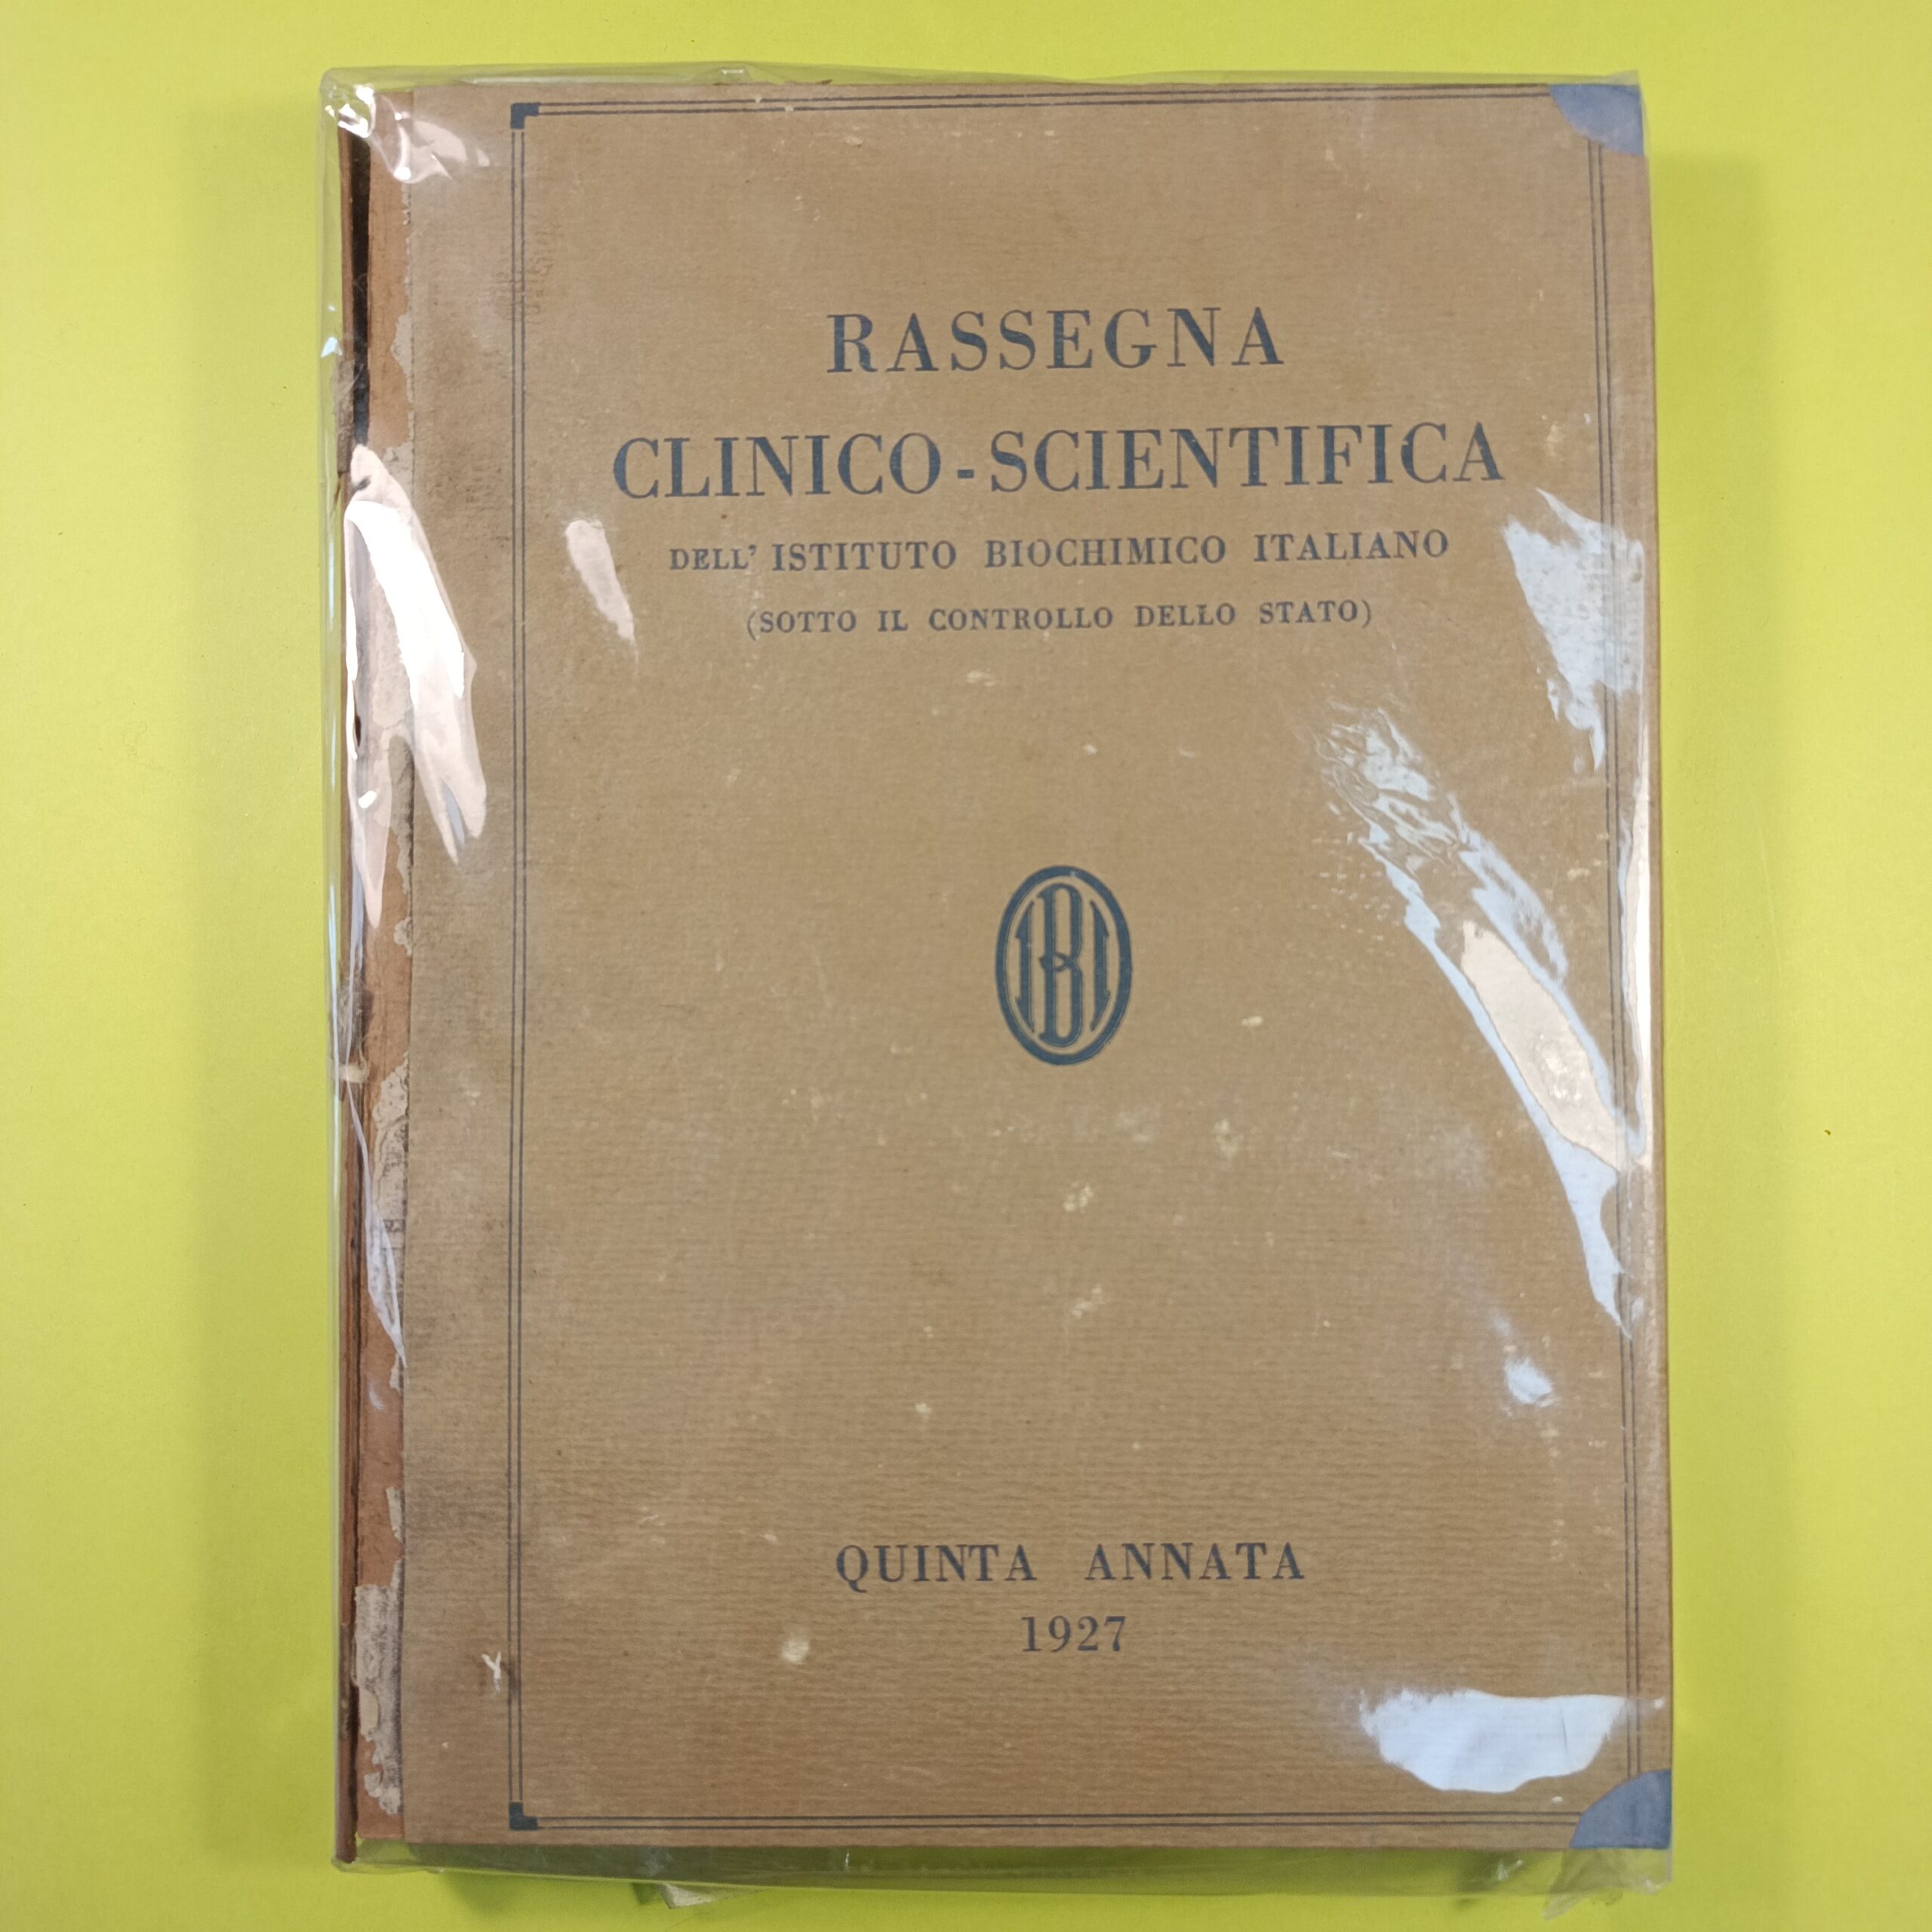 RASSEGNA
CLINICO-SCIENTIFICA
DELL' ISTITUTO BIOCHIMICO ITALIANO
(SOTTO IL CONTROLLO DELLO STATO)
IBI
QUINTA ANNATA
1927